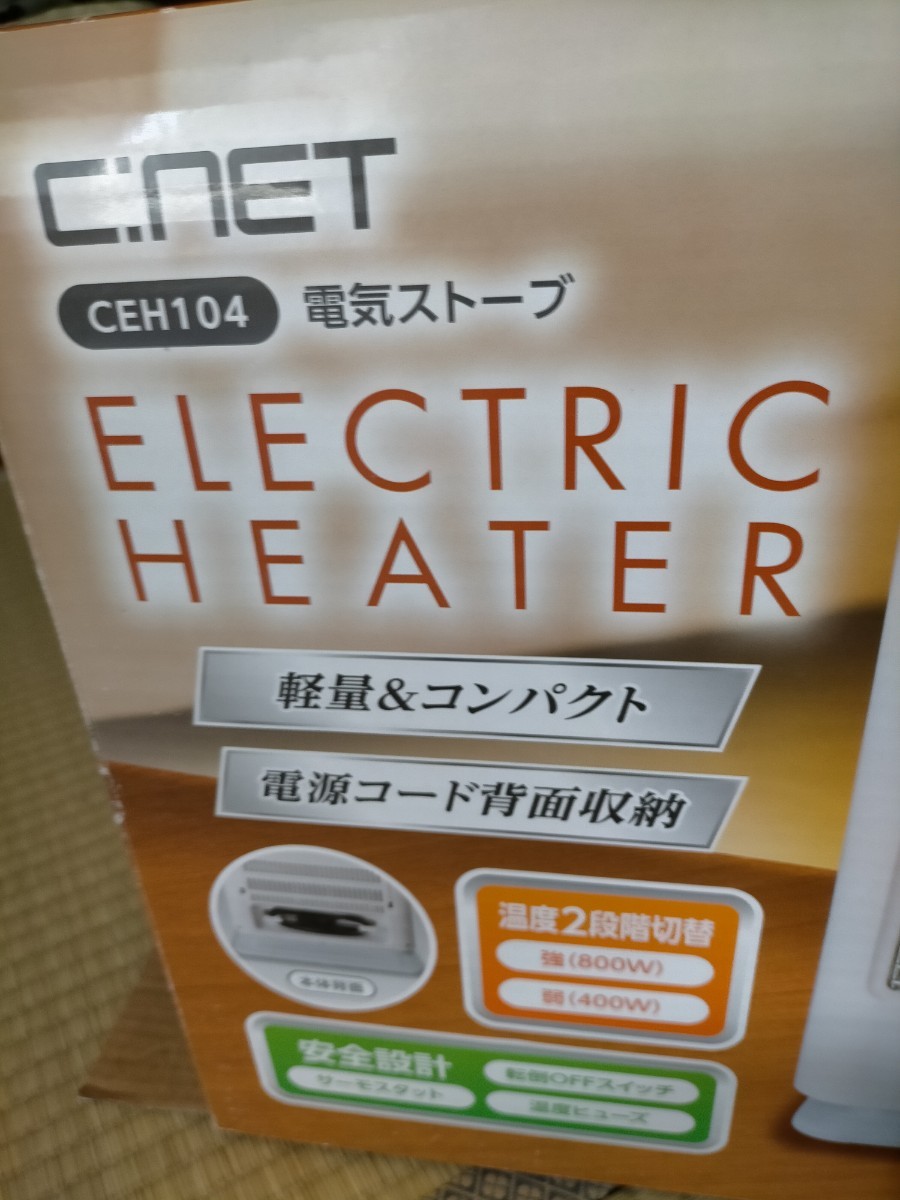 C:NET
CEH104 電気ストーブ
ELECTRIC
HEATER
軽量&コンパクト
電源コード背面収納
本体背面
温度2段階切替
強(800W)
弱(400W)
安全設計
転倒OFFスイッチ
サーモスタット
温度ヒューズ